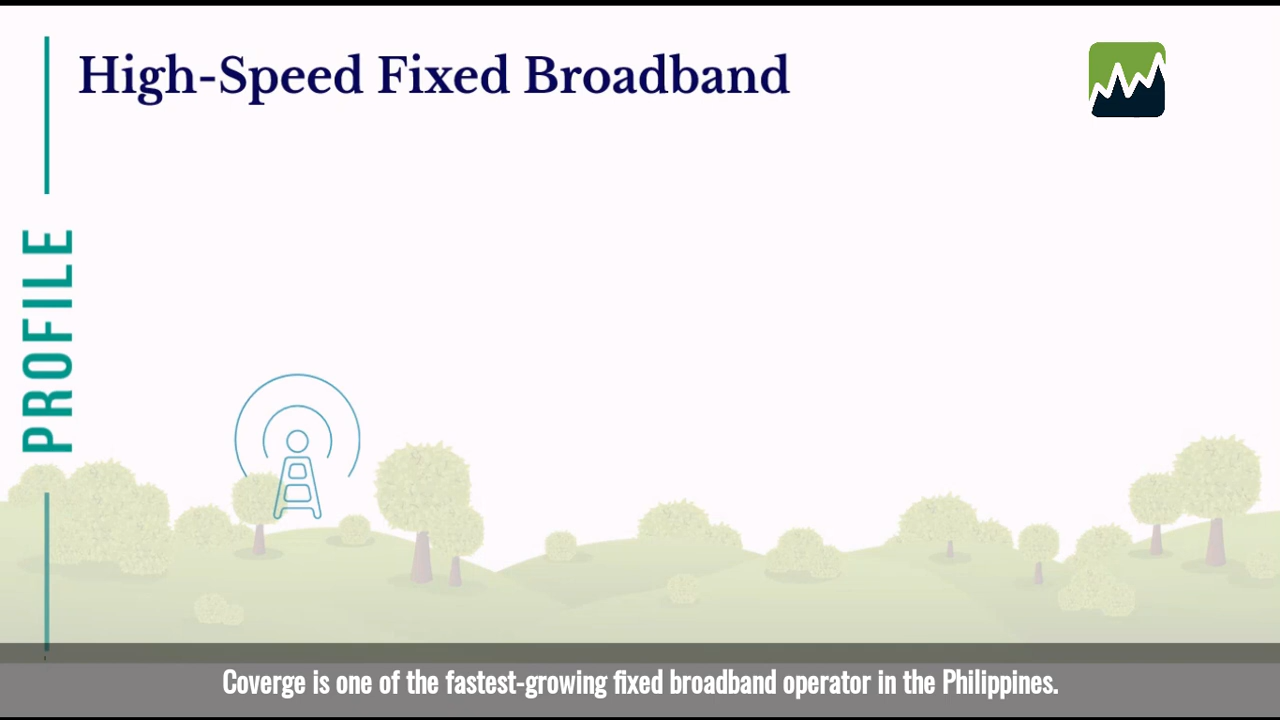 High-Speed Fixed Broadband
PROFILE
Coverge is one of the fastest-growing fixed broadband operator in the Philippines.